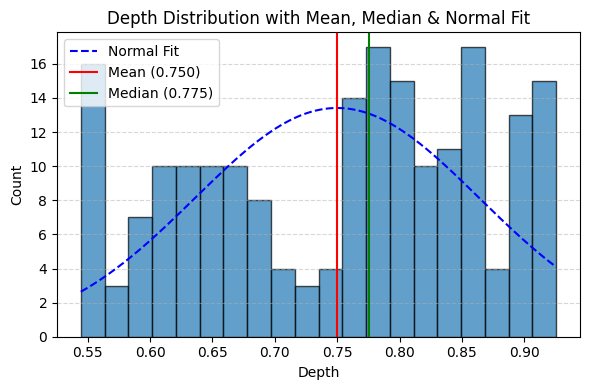 Depth Distribution with Mean, Median & Normal Fit
Normal Fit
Mean (0.750)
Median (0.775)
16
14
12
10
8
6
4
2
0
Count
0.55 0.60 0.65 0.70 0.75 0.80 0.85 0.90
Depth